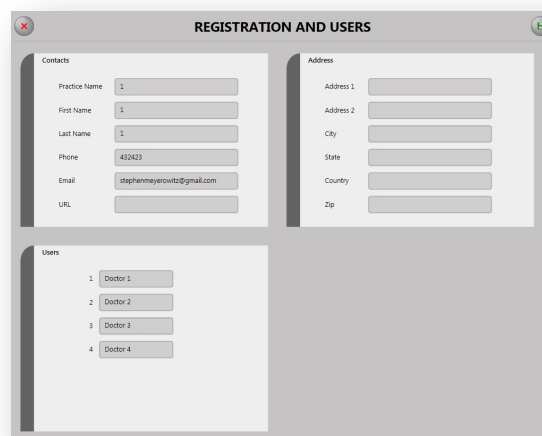 REGISTRATION AND USERS
Contacts
Practice Name 1
First Name 1
Last Name 1
Phone 432423
Email stephenmeyerowitz@gmail.com
URL
Address
Address 1
Address 2
City
State
Country
Zip
Users
1 Doctor 1
2 Doctor 2
3 Doctor 3
4 Doctor 4